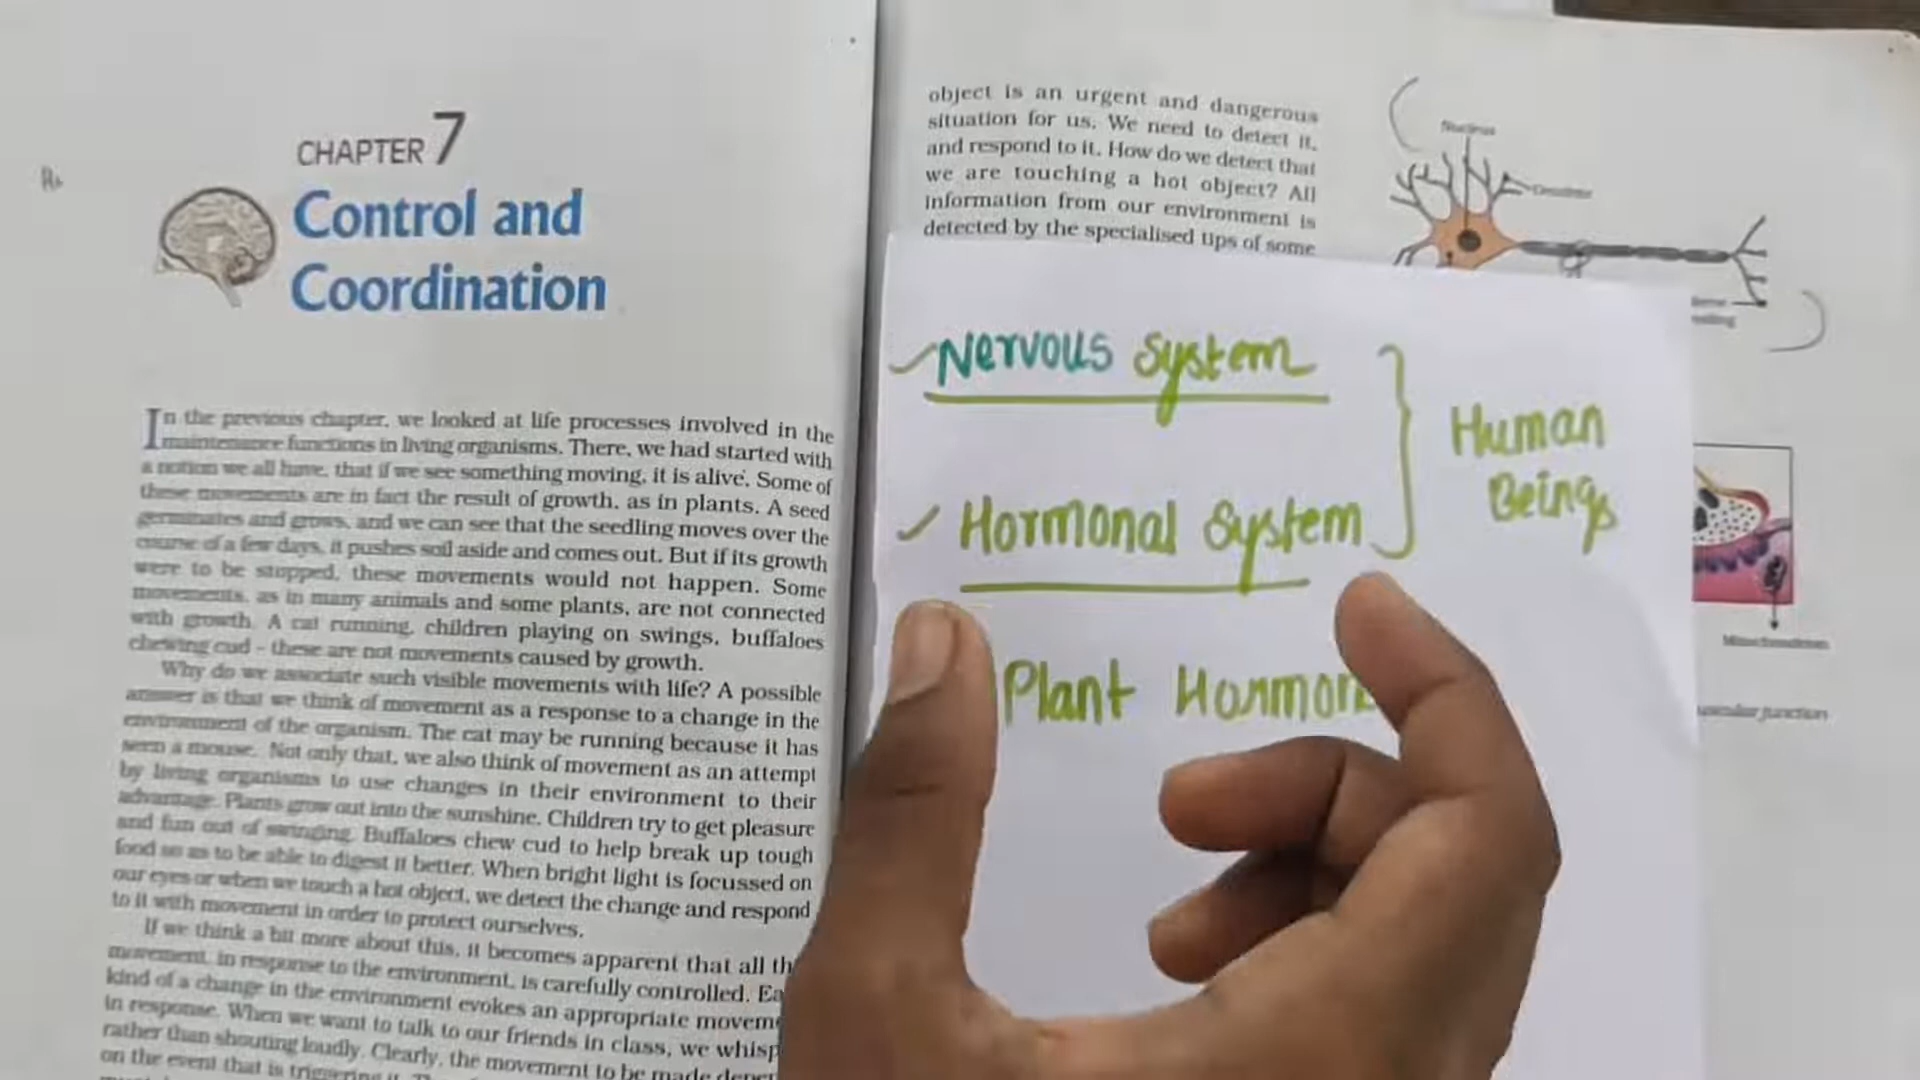 CHAPTER 7
Control and
Coordination
In the previous chapter, we looked at life processes involved in the
maintenance functions in living organisms. There, we had started with
a notion we all have, that if we see something moving, it is alive. Some of
these movements are in fact the result of growth, as in plants. A seed
germinates and grows, and we can see that the seedling moves over the
course of a few days, it pushes soil aside and comes out. But if its growth
were to be stopped, these movements would not happen. Some
movements, as in many animals and some plants, are not connected
with growth. A cat running, children playing on swings, buffaloes
chewing cud – these are not movements caused by growth.
Why do we associate such visible movements with life? A possible
answer is that we think of movement as a response to a change in the
environment of the organism. The cat may be running because it has
seen a mouse. Not only that, we also think of movement as an attempt
by living organisms to use changes in their environment to their
advantage. Plants grow out into the sunshine. Children try to get pleasure
and fun out of swinging. Buffaloes chew cud to help break up tough
food so as to be able to digest it better. When bright light is focussed on
our eyes or when we touch a hot object, we detect the change and respond
to it with movement in order to protect ourselves.
If we think a bit more about this, it becomes apparent that all th
movement, in response to the environment, is carefully controlled. Ea
kind of a change in the environment evokes an appropriate movem
in response. When we want to talk to our friends in class, we whisp
rather than shouting loudly. Clearly, the movement to be made depen
on the event that is triggering it.
object is an urgent and dangerous
situation for us. We need to detect it,
and respond to it. How do we detect that
we are touching a hot object? All
information from our environment is
detected by the specialised tips of some
Nucleus
Dendrite
Nervous System
Hormonal System
Human
Beings
Plant Hormon
Mitochondrion
uscular junction